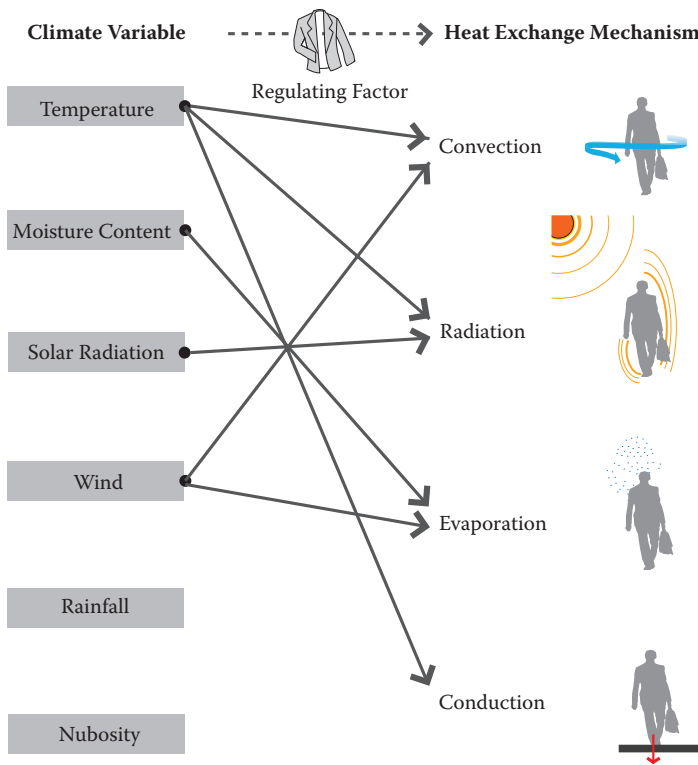 Climate Variable
Heat Exchange Mechanism
Regulating Factor
Temperature
Convection
Moisture Content
Radiation
Solar Radiation
Wind
Evaporation
Rainfall
Conduction
Nubosity